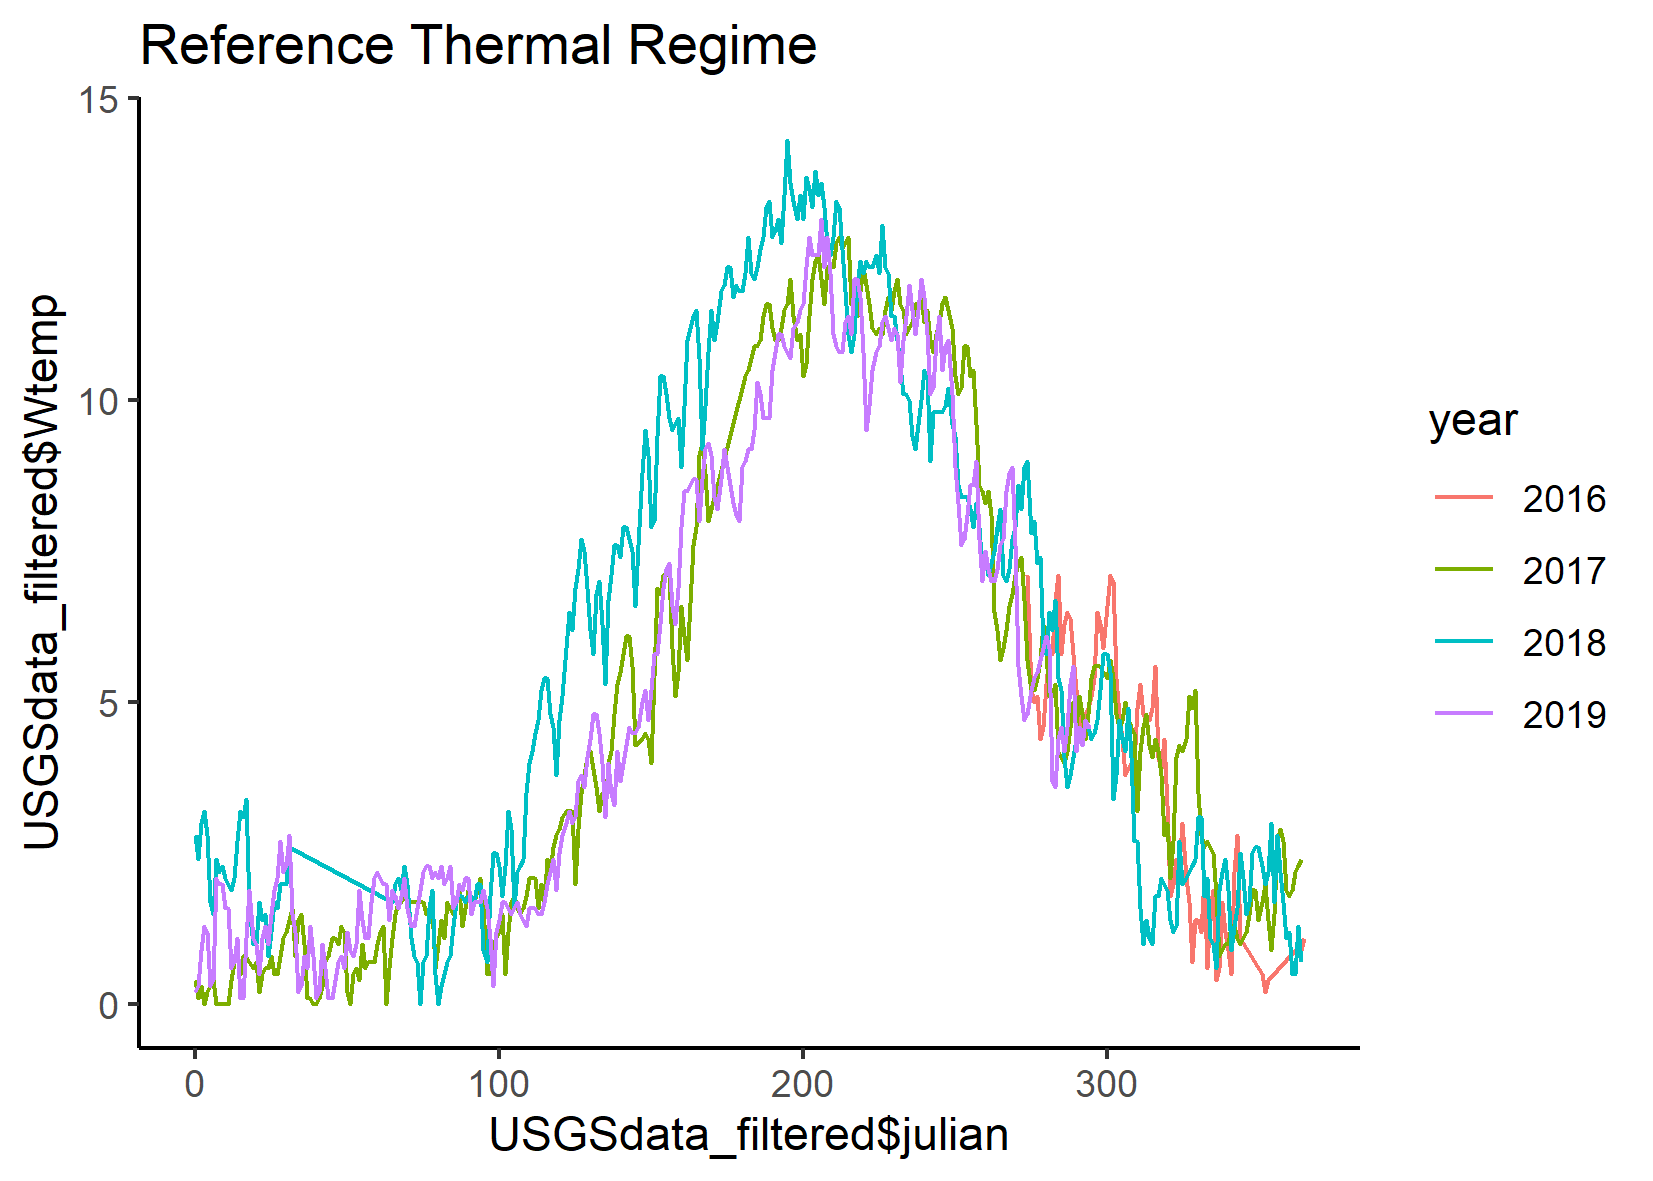 Reference Thermal Regime
15
10
5
0
USGSdata_filtered$Wtemp
0 100 200 300
USGSdata_filtered$julian
year
2016
2017
2018
2019